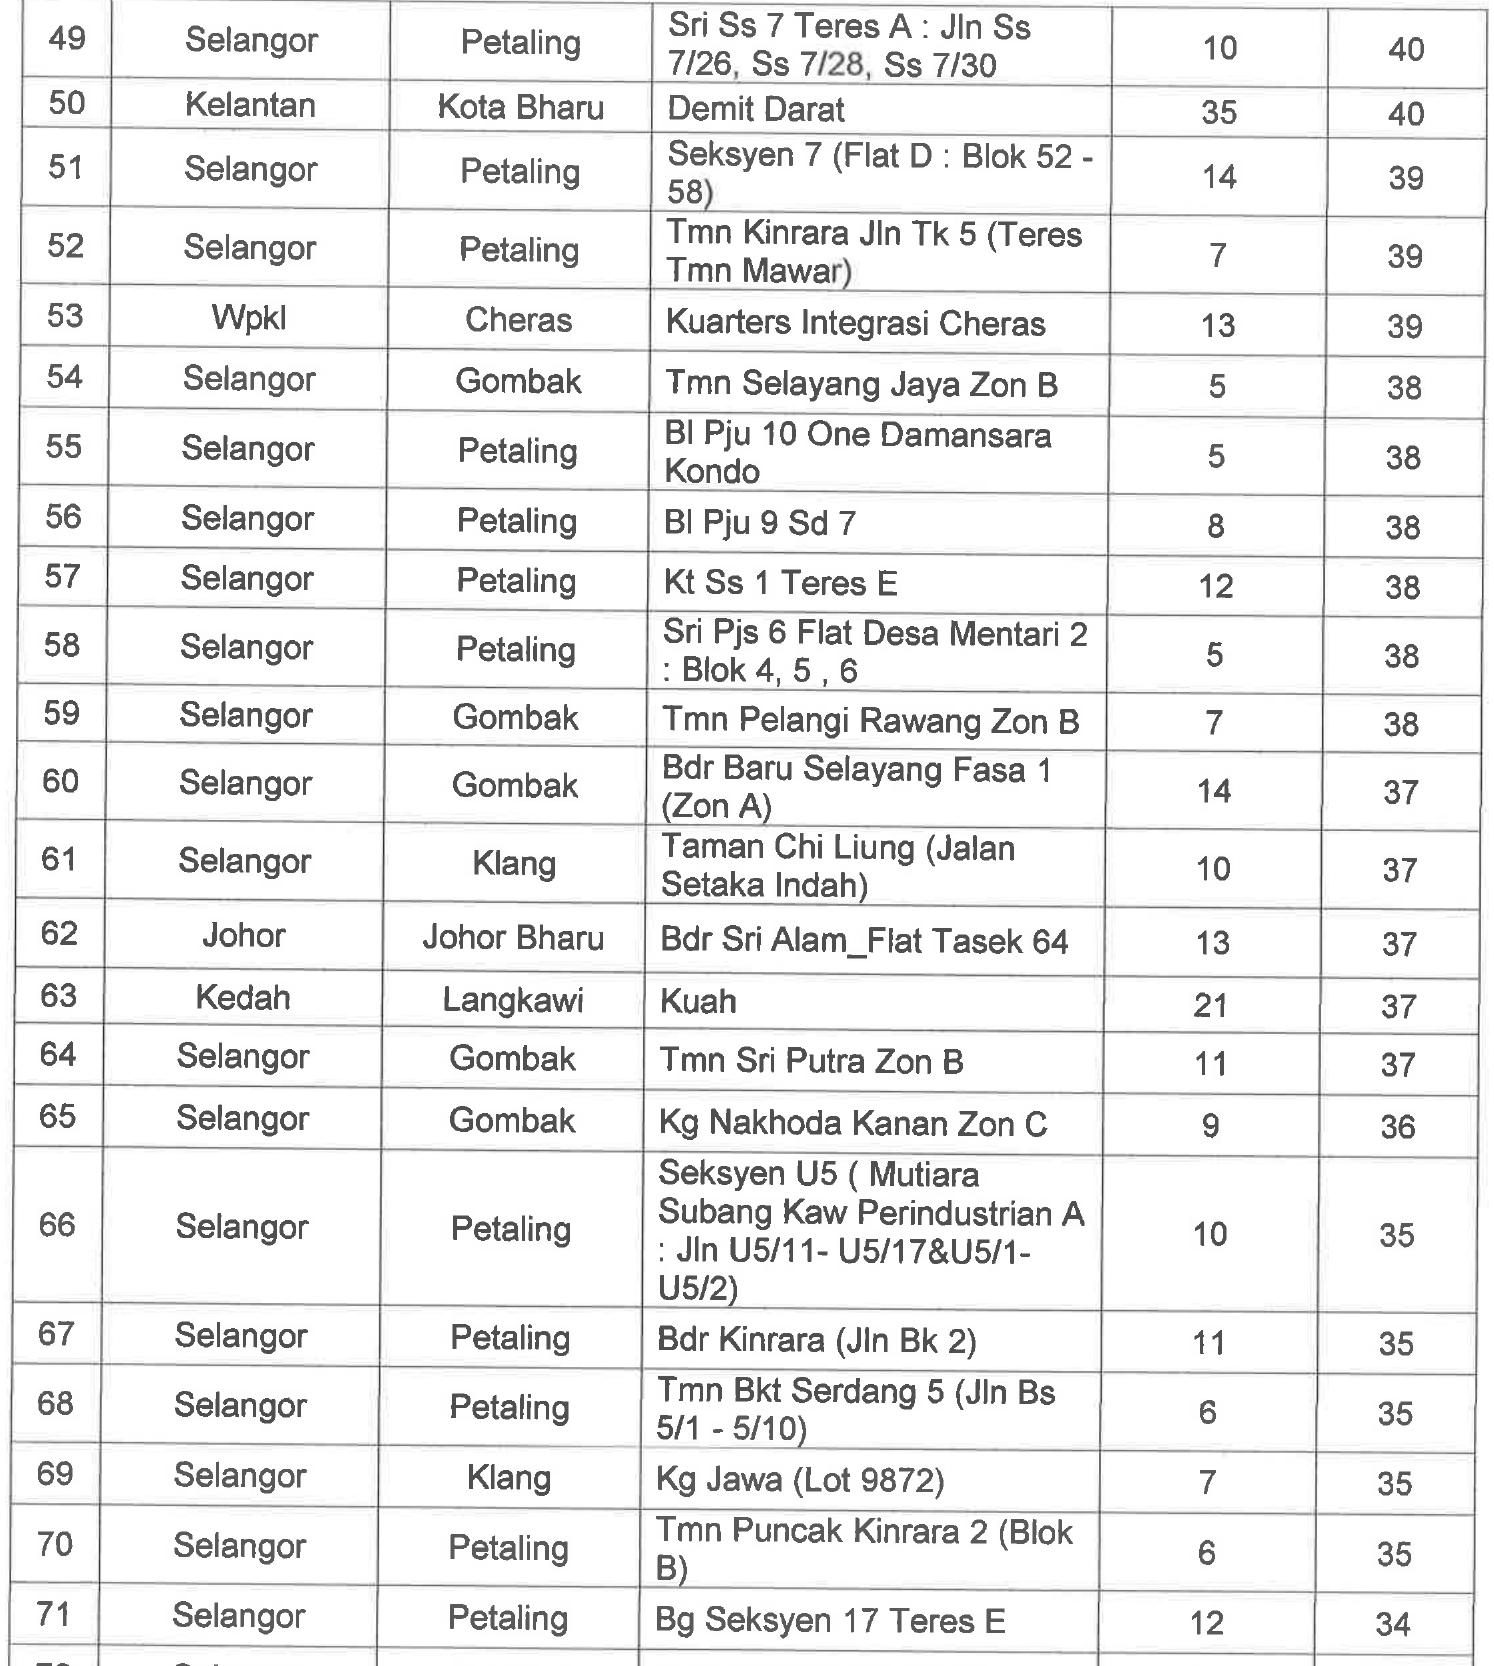 49 Selangor Petaling Sri Ss 7 Teres A : Jln Ss 10 40
7/26, Ss 7/28, Ss 7/30
50 Kelantan Kota Bharu Demit Darat 35 40
51 Selangor Petaling Seksyen 7 (Flat D : Blok 52 - 14 39
58)
52 Selangor Petaling Tmn Kinrara Jln Tk 5 (Teres 7 39
Tmn Mawar)
53 Wpkl Cheras Kuarters Integrasi Cheras 13 39
54 Selangor Gombak Tmn Selayang Jaya Zon B 5 38
55 Selangor Petaling Bl Pju 10 One Damansara 5 38
Kondo
56 Selangor Petaling Bl Pju 9 Sd 7 8 38
57 Selangor Petaling Kt Ss 1 Teres E 12 38
58 Selangor Petaling Sri Pjs 6 Flat Desa Mentari 2 5 38
: Blok 4, 5 , 6
59 Selangor Gombak Tmn Pelangi Rawang Zon B 7 38
60 Selangor Gombak Bdr Baru Selayang Fasa 1 14 37
(Zon A)
61 Selangor Klang Taman Chi Liung (Jalan 10 37
Setaka Indah)
62 Johor Johor Bharu Bdr Sri Alam_Flat Tasek 64 13 37
63 Kedah Langkawi Kuah 21 37
64 Selangor Gombak Tmn Sri Putra Zon B 11 37
65 Selangor Gombak Kg Nakhoda Kanan Zon C 9 36
66 Selangor Petaling Seksyen U5 ( Mutiara 10 35
Subang Kaw Perindustrian A
: Jln U5/11- U5/17&U5/1-
U5/2)
67 Selangor Petaling Bdr Kinrara (Jln Bk 2) 11 35
68 Selangor Petaling Tmn Bkt Serdang 5 (Jln Bs 6 35
5/1 - 5/10)
69 Selangor Klang Kg Jawa (Lot 9872) 7 35
70 Selangor Petaling Tmn Puncak Kinrara 2 (Blok 6 35
B)
71 Selangor Petaling Bg Seksyen 17 Teres E 12 34